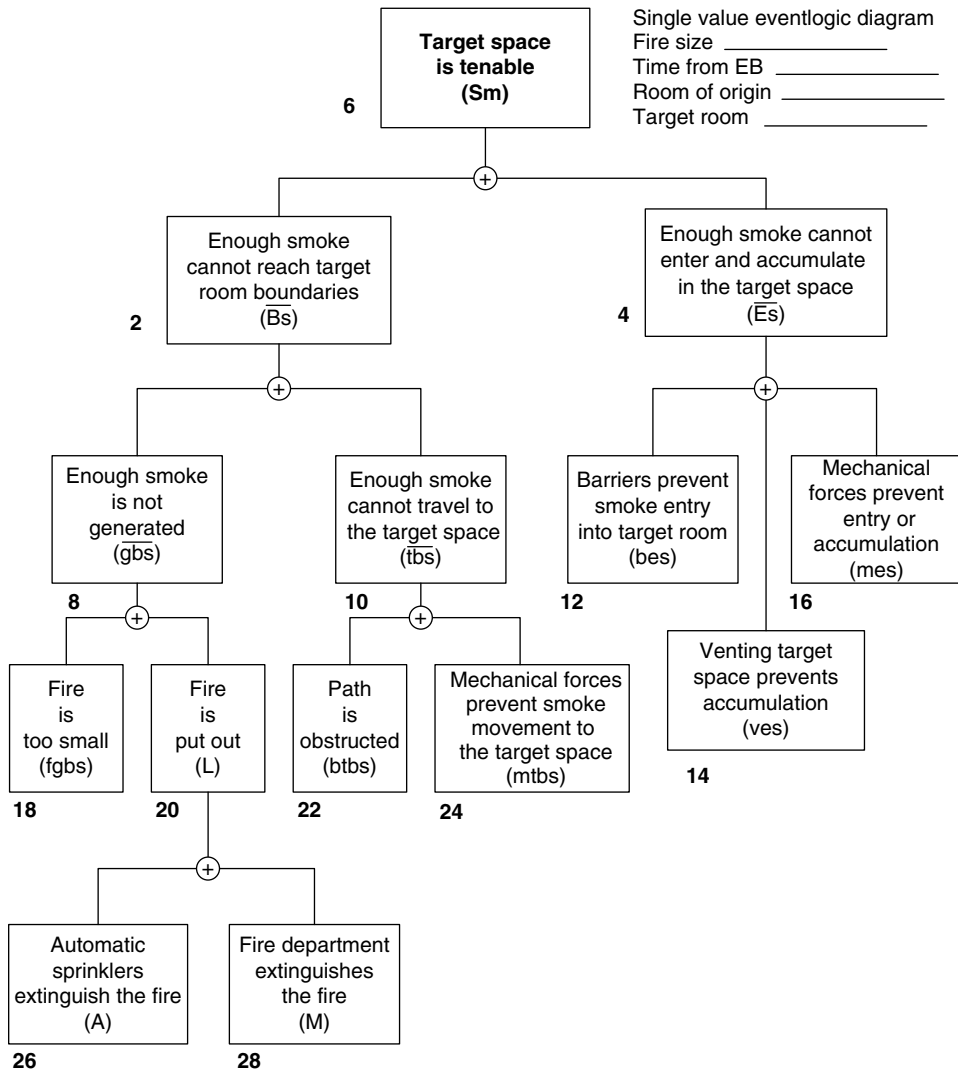 Target space
is tenable
(Sm)
6
Single value eventlogic diagram
Fire size
Time from EB
Room of origin
Target room
+
Enough smoke
cannot reach target
room boundaries
(B̅s̅)
2
Enough smoke cannot
enter and accumulate
in the target space
(E̅s̅)
4
+
+
Enough smoke
is not
generated
(g̅b̅s̅)
8
Enough smoke
cannot travel to
the target space
(t̅b̅s̅)
10
Barriers prevent
smoke entry
into target room
(bes)
12
Mechanical
forces prevent
entry or
accumulation
(mes)
16
+
+
Fire
is
too small
(fgbs)
18
Fire
is
put out
(L)
20
Path
is
obstructed
(btbs)
22
Mechanical forces
prevent smoke
movement to
the target space
(mtbs)
24
Venting target
space prevents
accumulation
(ves)
14
+
Automatic
sprinklers
extinguish the fire
(A)
26
Fire department
extinguishes
the fire
(M)
28